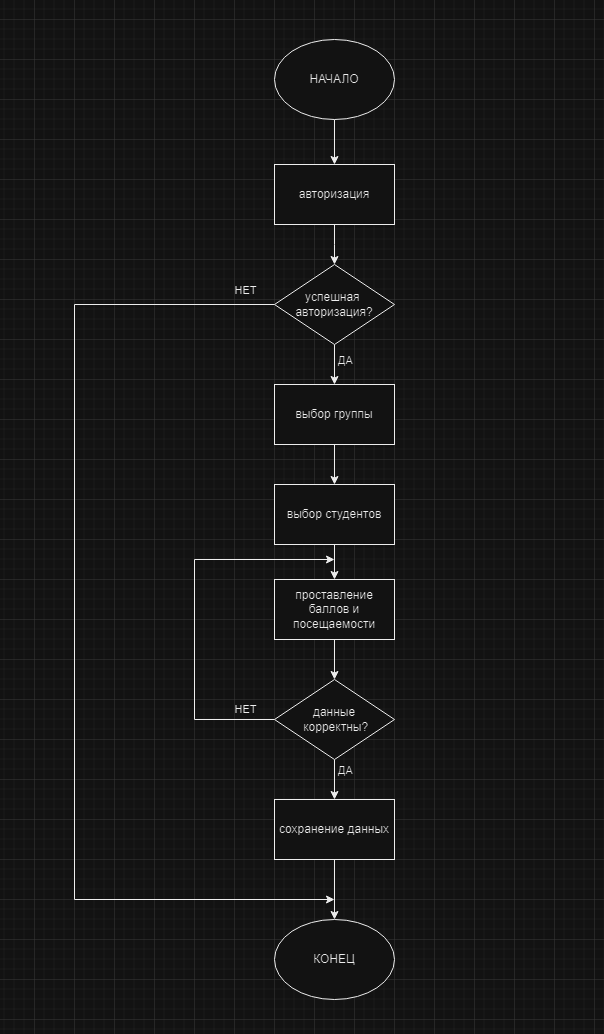 НАЧАЛО
авторизация
НЕТ
успешная
авторизация?
ДА
выбор группы
выбор студентов
проставление
баллов и
посещаемости
НЕТ
данные
корректны?
ДА
сохранение данных
КОНЕЦ